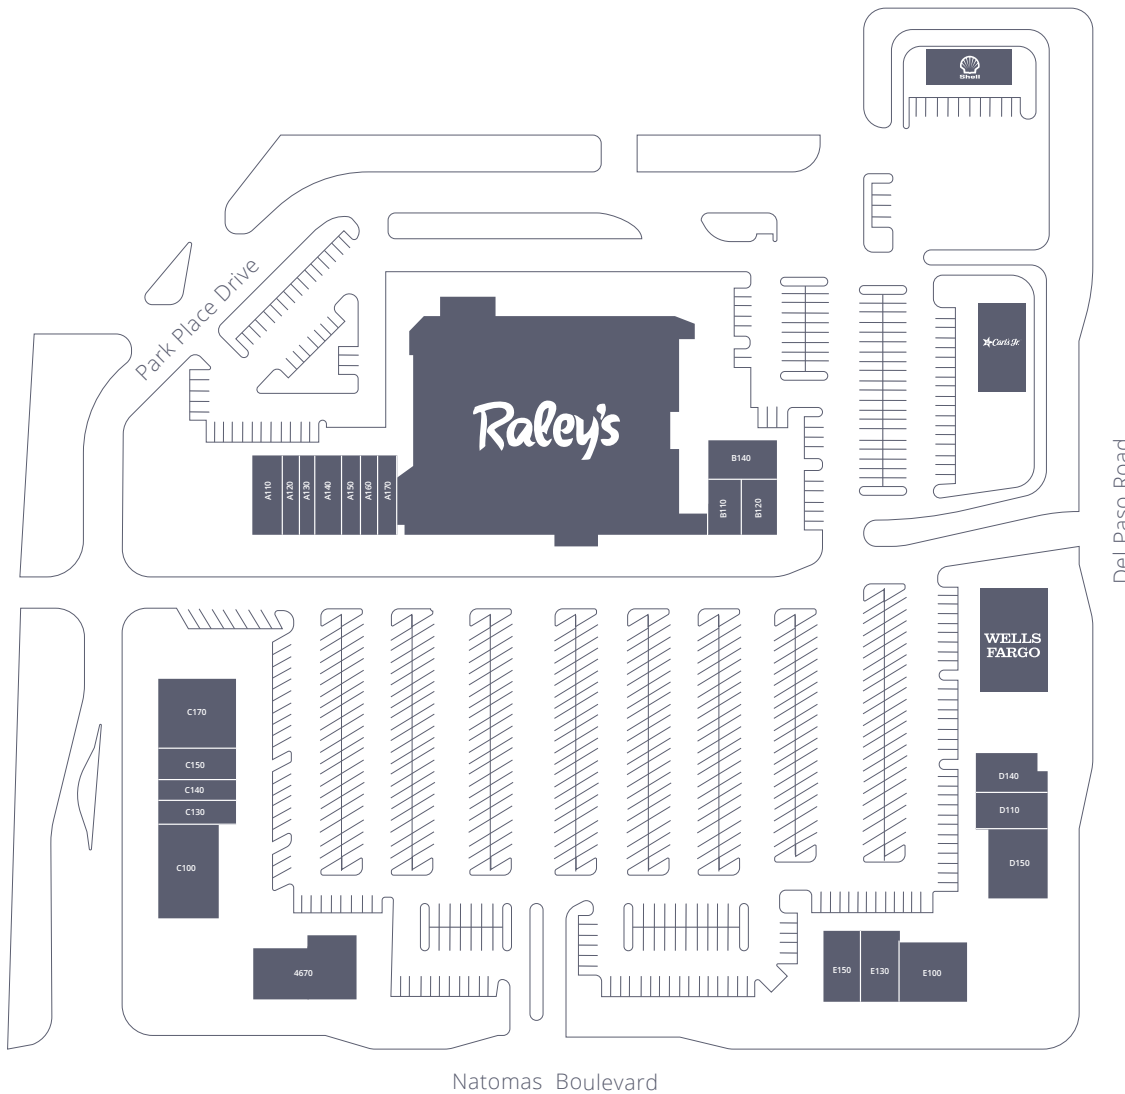 Shell
Park Place Drive
Carl's Jr.
Raley's
A110
A120
A130
A140
A150
A160
A170
B140
B110
B120
Del Paso Road
WELLS
FARGO
C170
C150
C140
C130
C100
D140
D110
D150
4670
E150
E130
E100
Natomas Boulevard